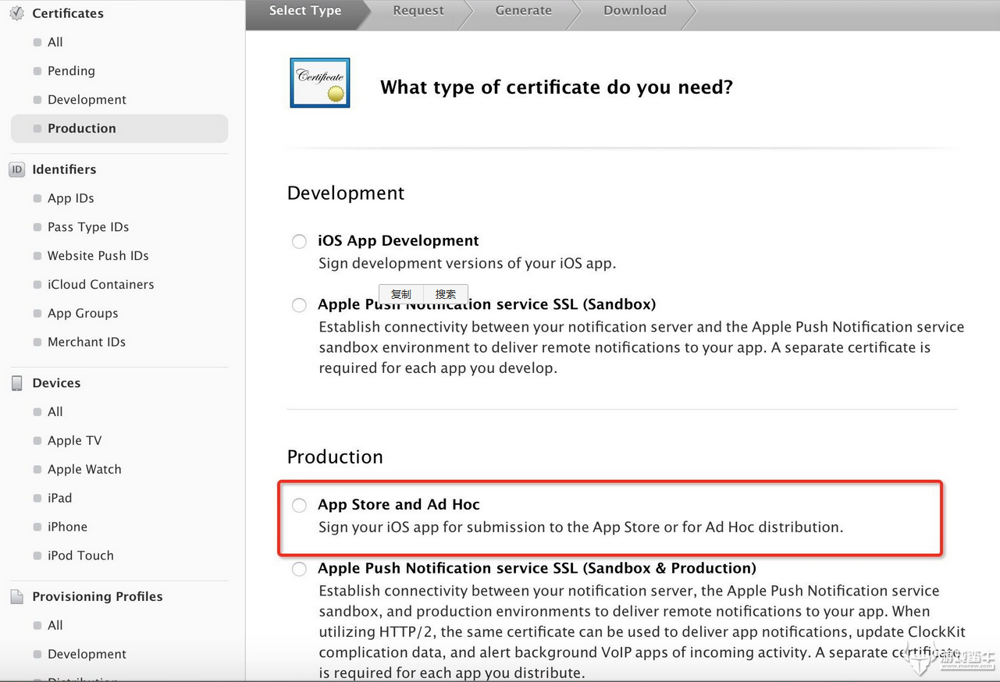 Certificates
All
Pending
Development
Production
Identifiers
App IDs
Pass Type IDs
Website Push IDs
iCloud Containers
App Groups
Merchant IDs
Devices
All
Apple TV
Apple Watch
iPad
iPhone
iPod Touch
Provisioning Profiles
All
Development
Select Type
Request
Generate
Download
Certificate
What type of certificate do you need?
Development
iOS App Development
Sign development versions of your iOS app.
复制
搜索
Apple Push Notification service SSL (Sandbox)
Establish connectivity between your notification server and the Apple Push Notification service
sandbox environment to deliver remote notifications to your app. A separate certificate is
required for each app you develop.
Production
App Store and Ad Hoc
Sign your iOS app for submission to the App Store or for Ad Hoc distribution.
Apple Push Notification service SSL (Sandbox & Production)
Establish connectivity between your notification server, the Apple Push Notification service
sandbox, and production environments to deliver remote notifications to your app. When
utilizing HTTP/2, the same certificate can be used to deliver app notifications, update ClockKit
complication data, and alert background VoIP apps of incoming activity. A separate certificate
is required for each app you distribute.
游戏蛮牛
www.manew.com